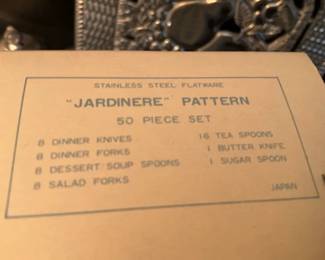 STAINLESS STEEL FLATWARE
"JARDINERE" PATTERN
50 PIECE SET
8 DINNER KNIVES
8 DINNER FORKS
8 DESSERT/SOUP SPOONS
8 SALAD FORKS
16 TEA SPOONS
1 BUTTER KNIFE
1 SUGAR SPOON
JAPAN